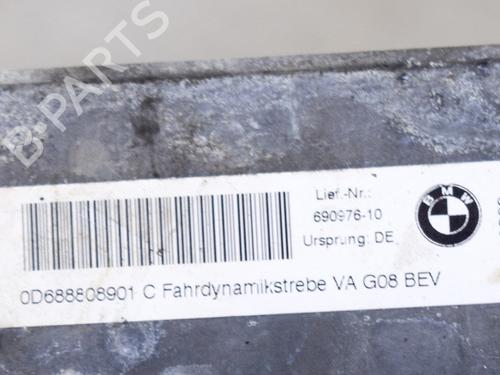 B-PARTS
Lief.-Nr.:
690976-10
Ursprung: DE
BMW
0D688808901 C Fahrdynamikstrebe VA G08 BEV